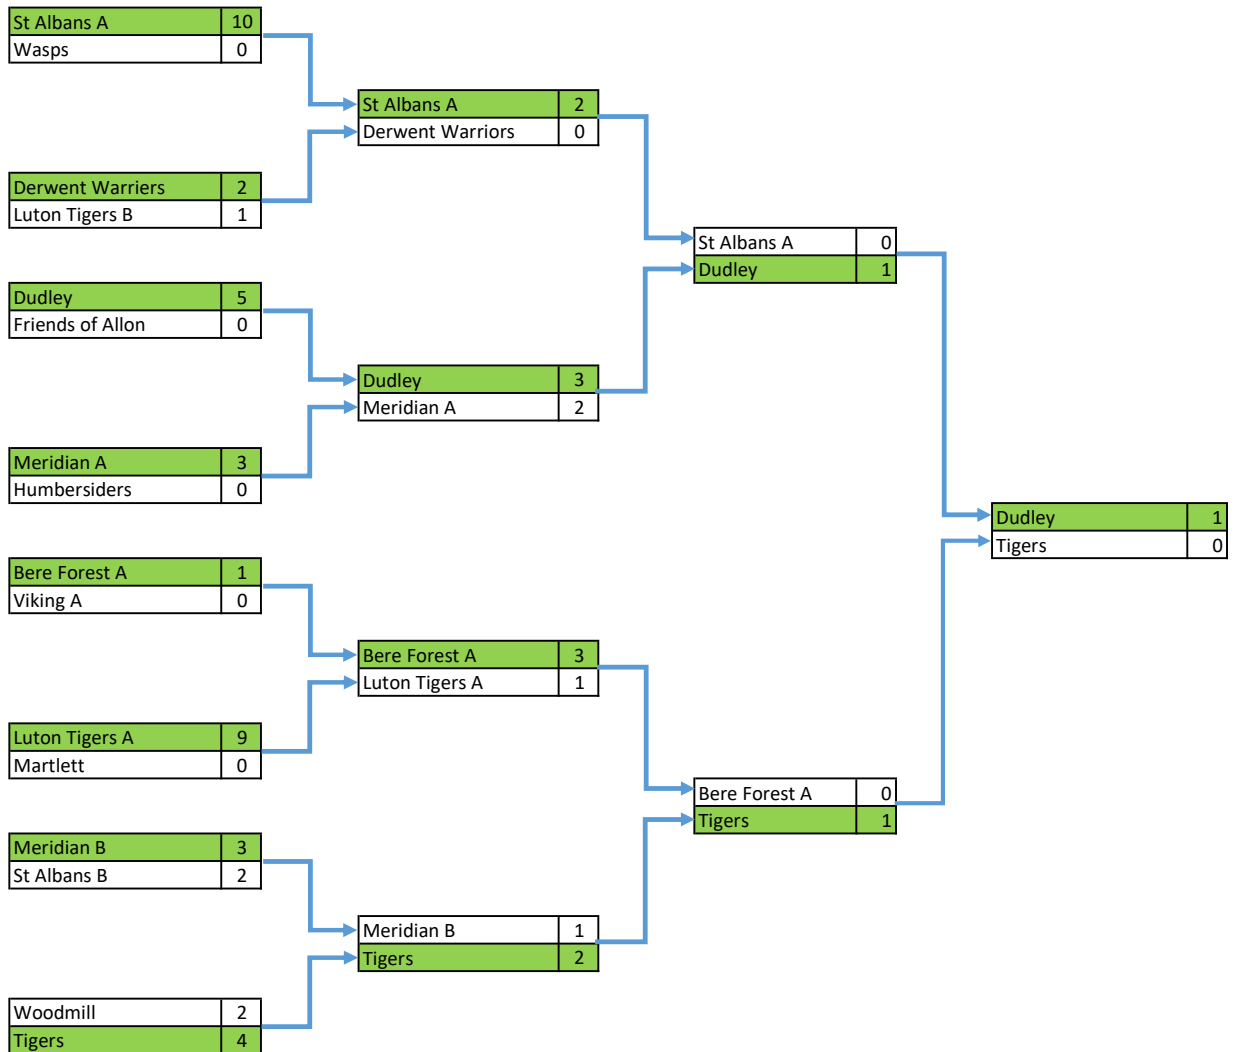 St Albans A 10
Wasps 0
St Albans A 2
Derwent Warriors 0
Derwent Warriers 2
Luton Tigers B 1
St Albans A 0
Dudley 1
Dudley 5
Friends of Allon 0
Dudley 3
Meridian A 2
Meridian A 3
Humbersiders 0
Dudley 1
Tigers 0
Bere Forest A 1
Viking A 0
Bere Forest A 3
Luton Tigers A 1
Luton Tigers A 9
Martlett 0
Bere Forest A 0
Tigers 1
Meridian B 3
St Albans B 2
Meridian B 1
Tigers 2
Woodmill 2
Tigers 4